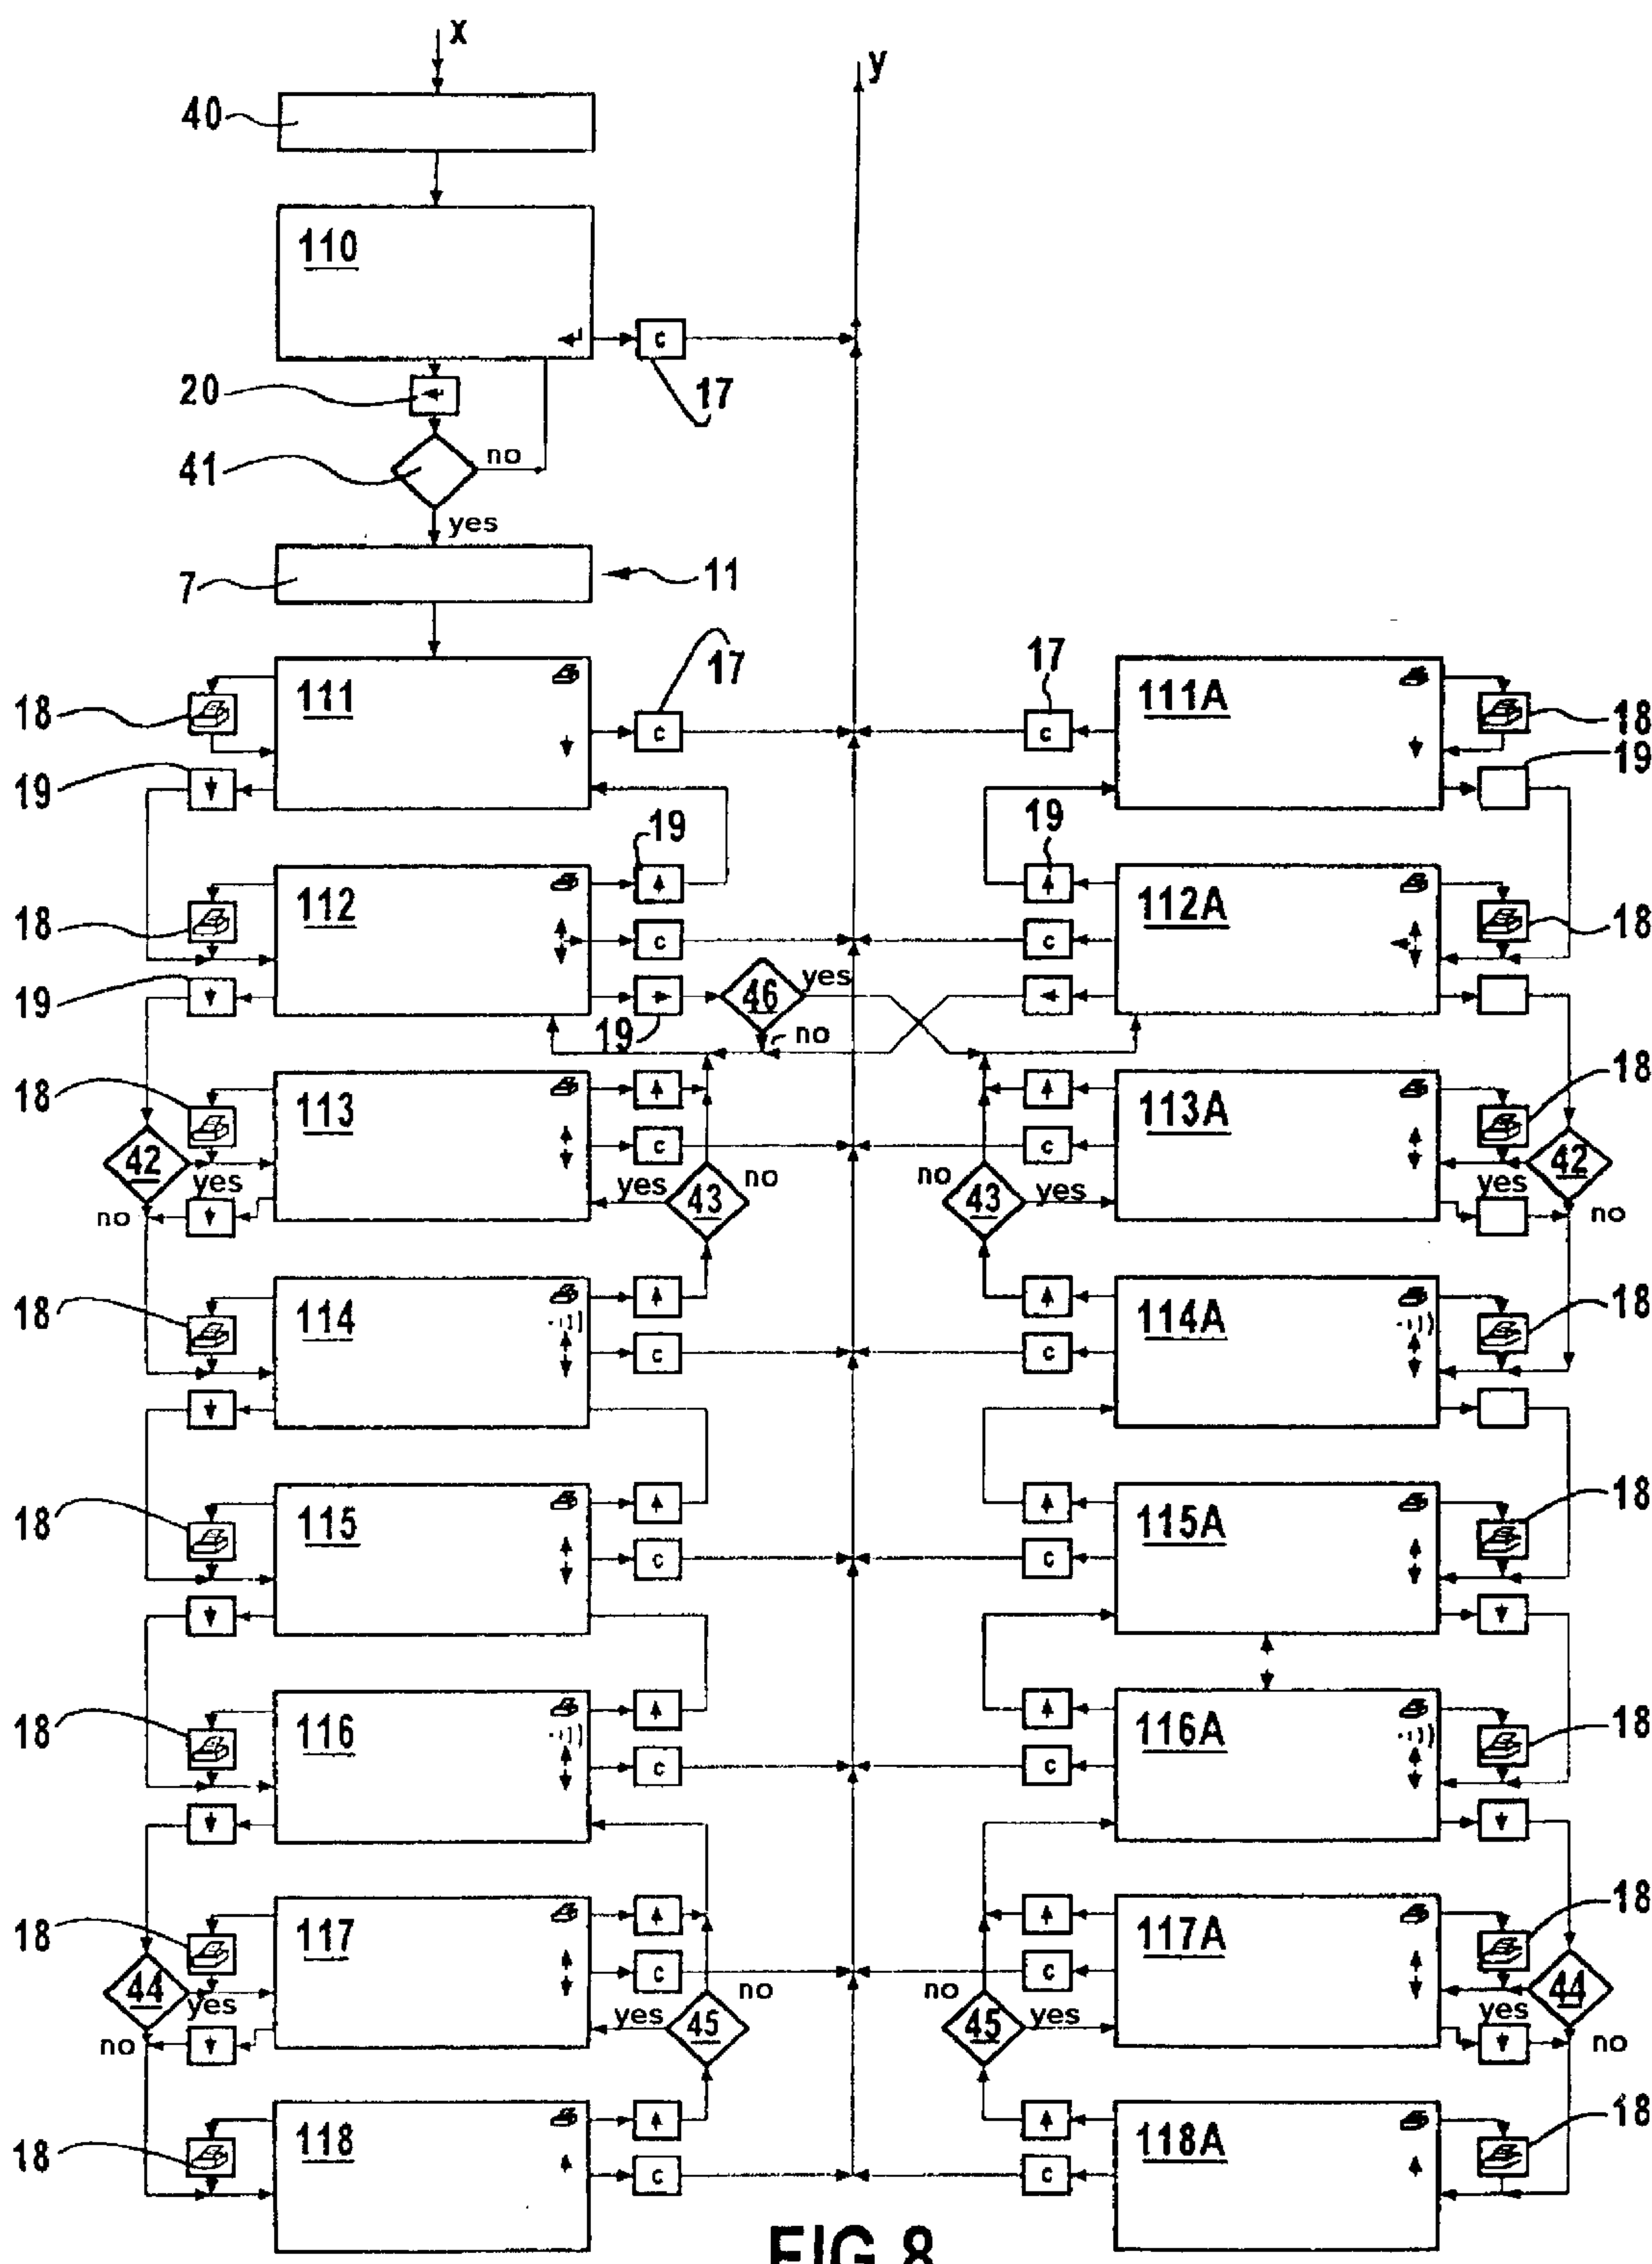 x
y
40
110
c
20
17
41
no
yes
7
11
17
17
111
111A
18
c
c
18
19
19
19
19
112
112A
18
18
c
c
19
46
yes
19
no
18
18
113
113A
c
c
42
yes
no
43
no
no
43
yes
yes
42
no
yes
18
18
114
114A
c
c
18
18
115
115A
c
c
18
18
116
116A
c
c
18
18
117
117A
c
c
44
yes
no
45
no
yes
no
45
yes
44
yes
no
18
18
118
118A
c
c
FIG 8